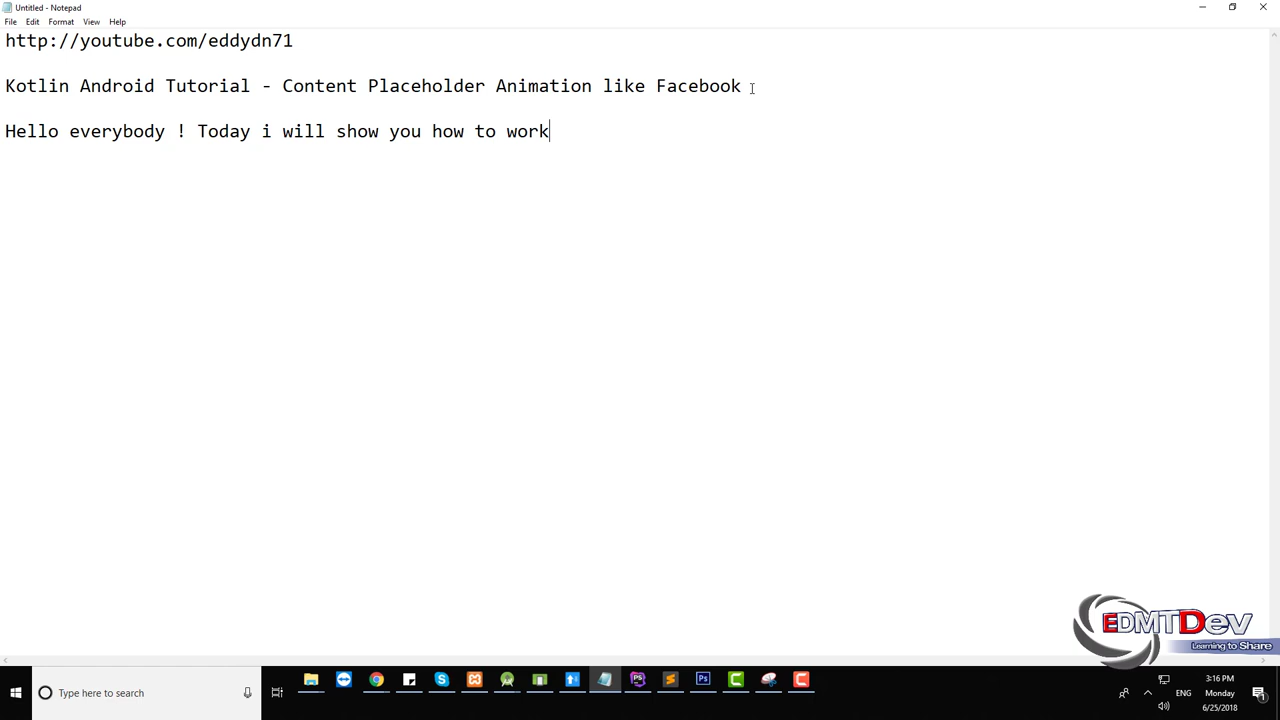 Untitled - Notepad
File Edit Format View Help
http://youtube.com/eddydn71
Kotlin Android Tutorial - Content Placeholder Animation like Facebook
Hello everybody ! Today i will show you how to work
EDMTDev
Learning to Share
Type here to search
3:16 PM
ENG
Monday
6/25/2018